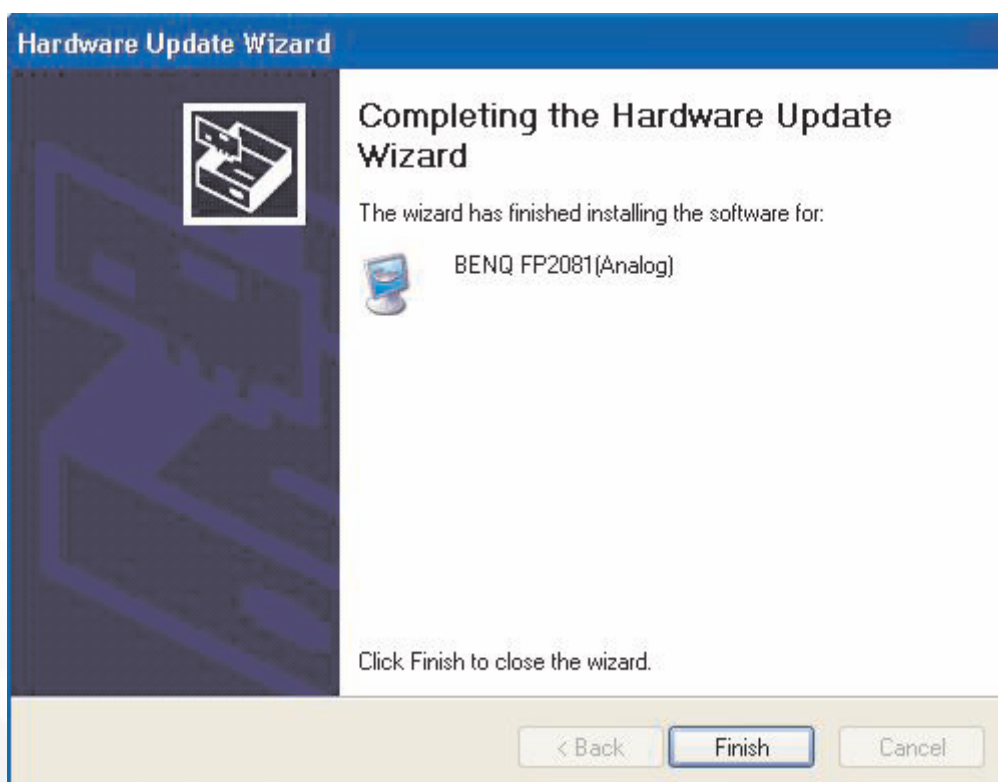 Hardware Update Wizard
Completing the Hardware Update
Wizard
The wizard has finished installing the software for:
BENQ FP2081(Analog)
Click Finish to close the wizard.
< Back
Finish
Cancel